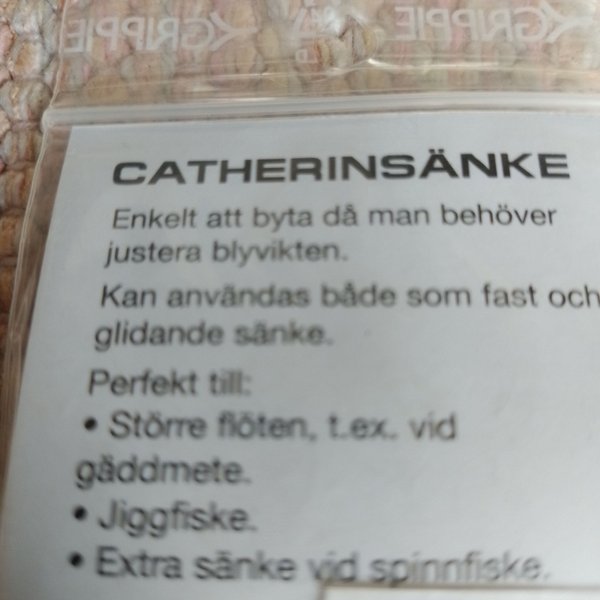 GRIPPIE GRIPPIE
CATHERINSÄNKE
Enkelt att byta då man behöver
justera blyvikten.
Kan användas både som fast och
glidande sänke.
Perfekt till:
• Större flöten, t.ex. vid
gäddmete.
• Jiggfiske.
• Extra sänke vid spinnfiske.